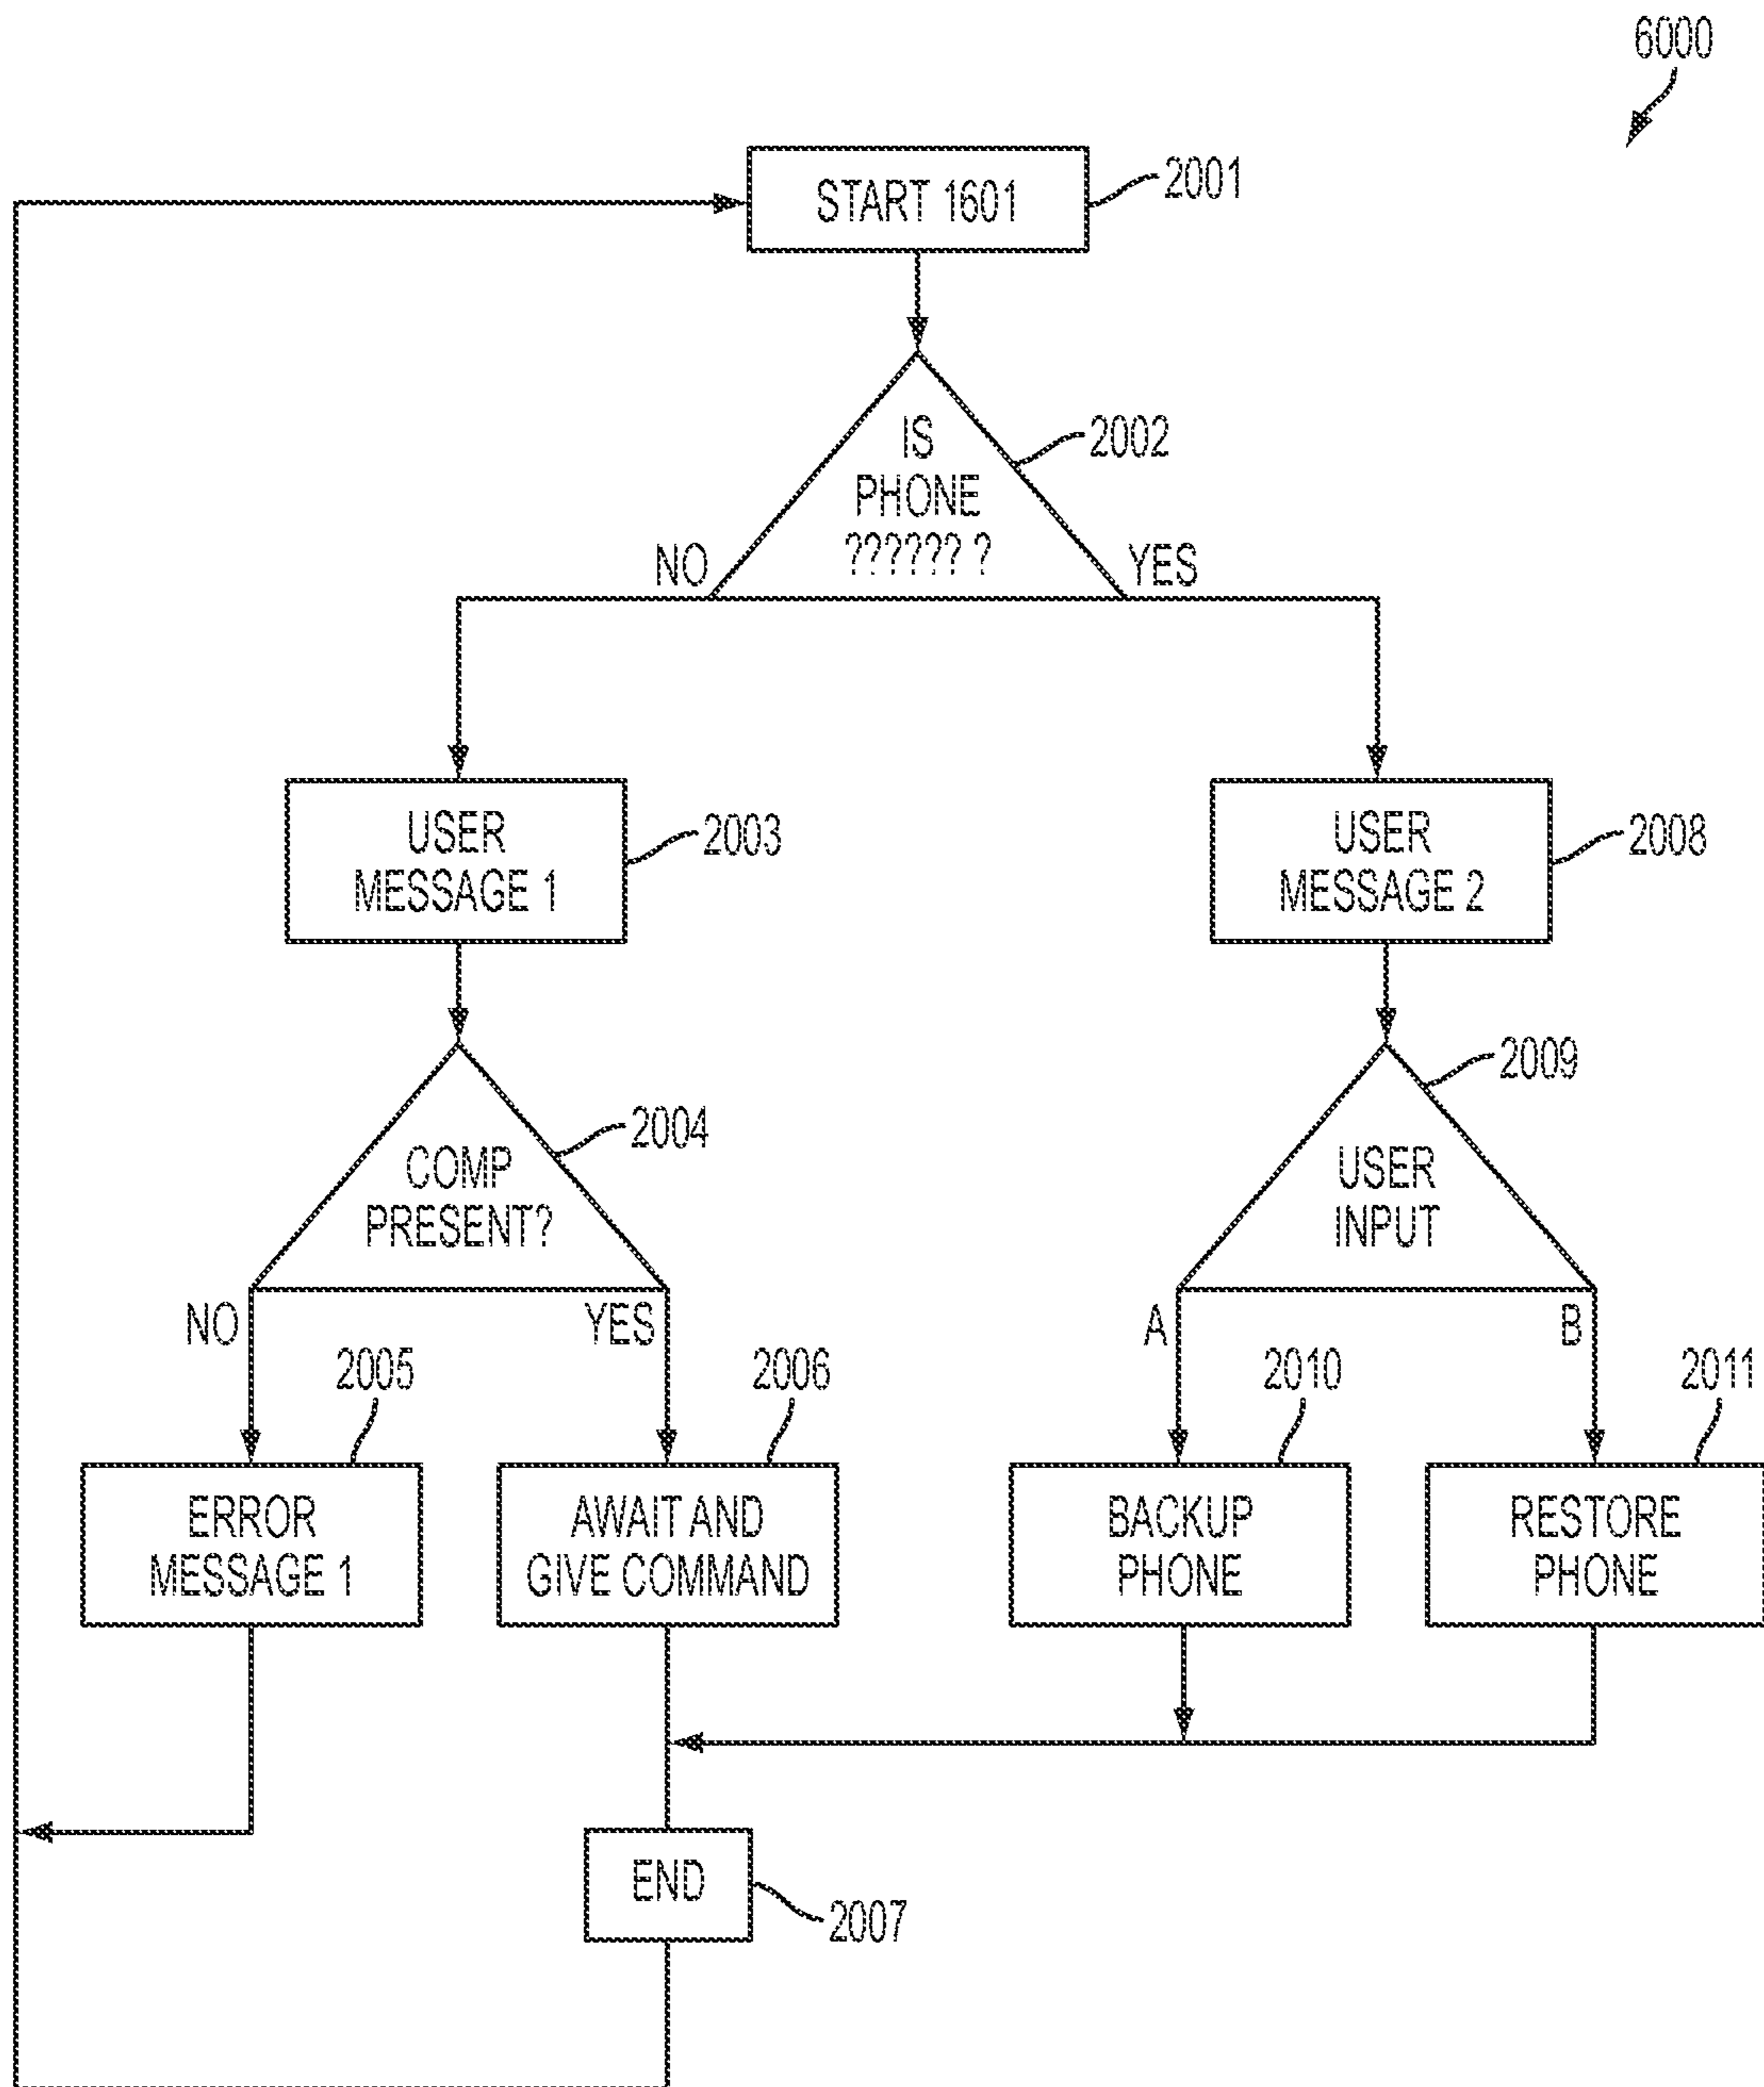 6000
START 1601
2001
IS
PHONE
?????? ?
2002
NO
YES
USER
MESSAGE 1
2003
USER
MESSAGE 2
2008
COMP
PRESENT?
2004
USER
INPUT
2009
NO
YES
A
B
2005
2006
2010
2011
ERROR
MESSAGE 1
AWAIT AND
GIVE COMMAND
BACKUP
PHONE
RESTORE
PHONE
END
2007